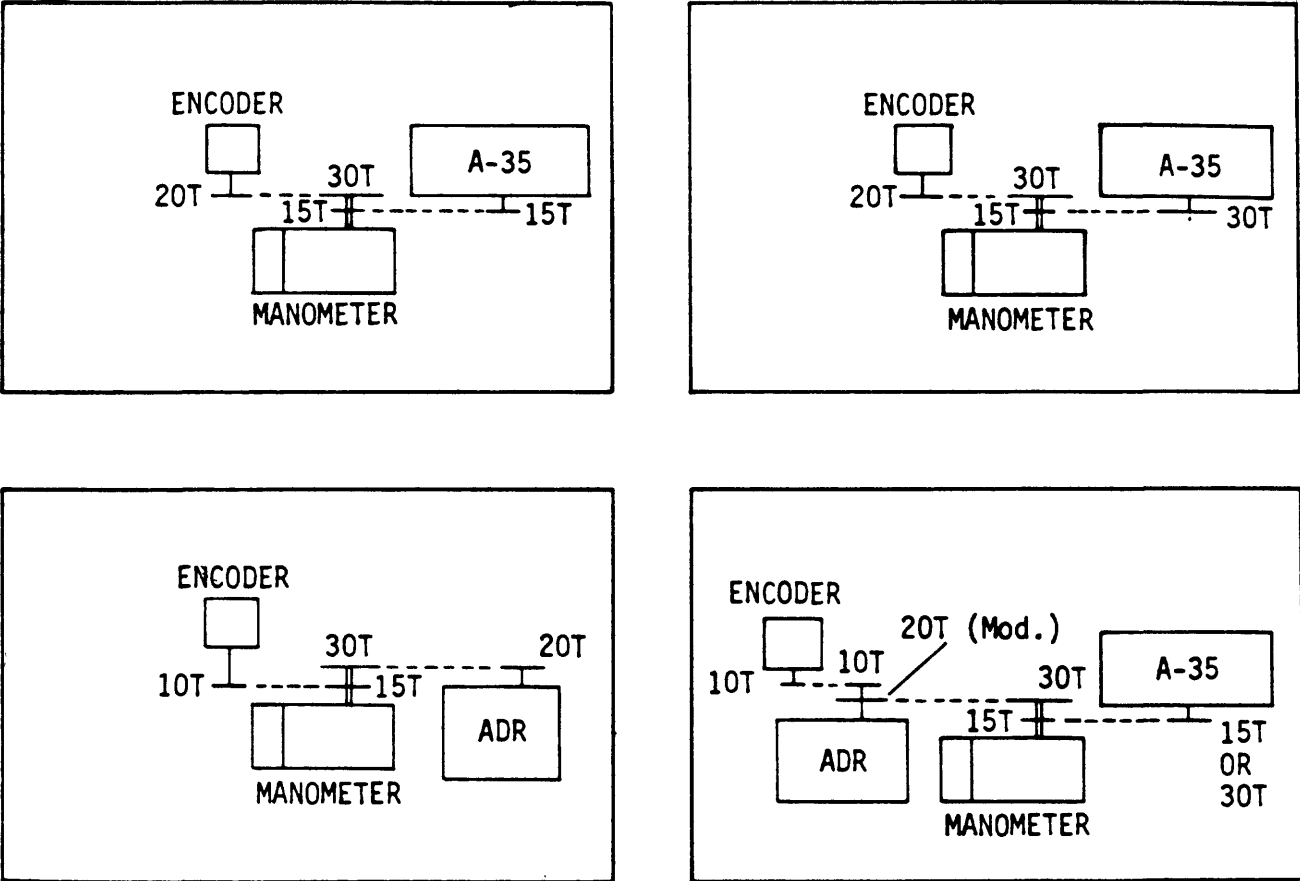 ENCODER
A-35
30T
20T
15T
15T
MANOMETER
ENCODER
A-35
30T
20T
15T
30T
MANOMETER
ENCODER
30T
20T
10T
15T
ADR
MANOMETER
ENCODER
20T (Mod.)
10T
A-35
10T
30T
15T
15T
OR
30T
ADR
MANOMETER